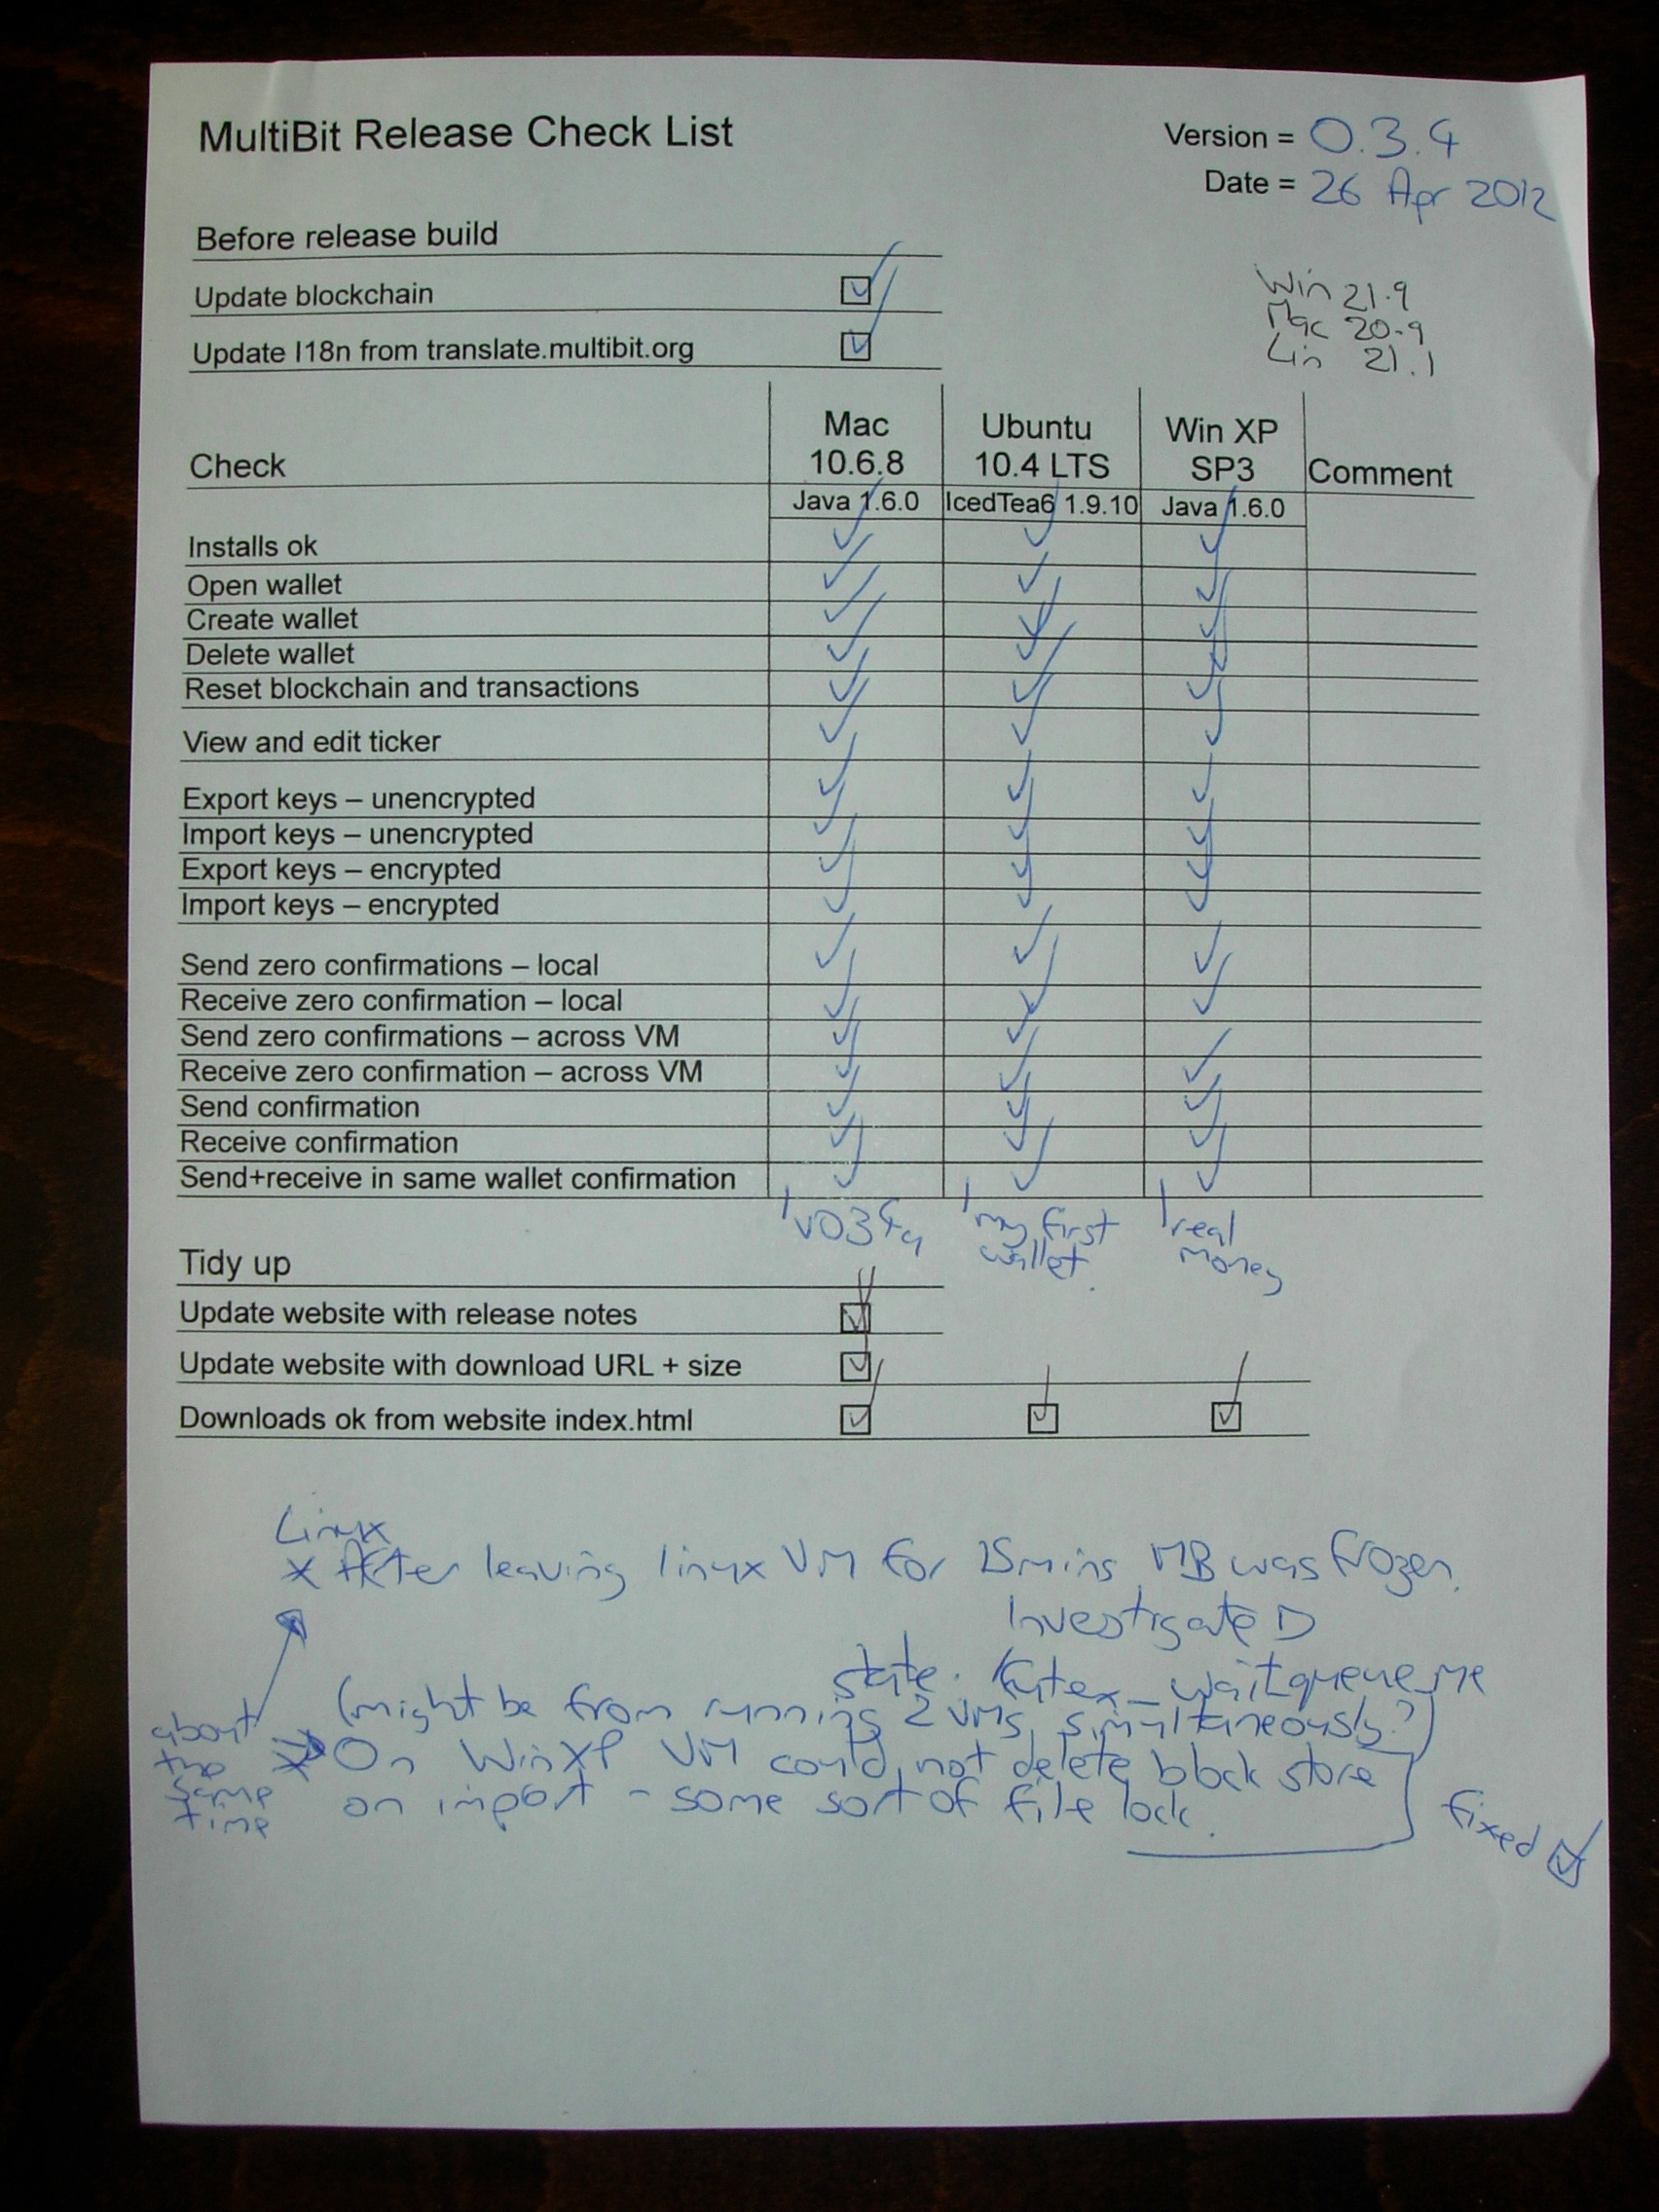 MultiBit Release Check List
Version = 0.3.4
Date = 26 Apr 2012
Before release build
Update blockchain
Update I18n from translate.multibit.org
Win 21.9
Mac 20.9
Lin 21.1
Check Mac 10.6.8 Ubuntu 10.4 LTS Win XP SP3 Comment
Java 1.6.0 IcedTea6 1.9.10 Java 1.6.0
Installs ok
Open wallet
Create wallet
Delete wallet
Reset blockchain and transactions
View and edit ticker
Export keys – unencrypted
Import keys – unencrypted
Export keys – encrypted
Import keys – encrypted
Send zero confirmations – local
Receive zero confirmation – local
Send zero confirmations – across VM
Receive zero confirmation – across VM
Send confirmation
Receive confirmation
Send+receive in same wallet confirmation
my first wallet.
real money
Tidy up
Update website with release notes
Update website with download URL + size
Downloads ok from website index.html
Linux
After leaving linux VM for 15mins MB was frozen.
Investigate D
state. futex_wait queue me
(might be from running 2 VMs simultaneously?)
about the same time
On WinXP VM could not delete block store
on import - some sort of file lock.
fixed